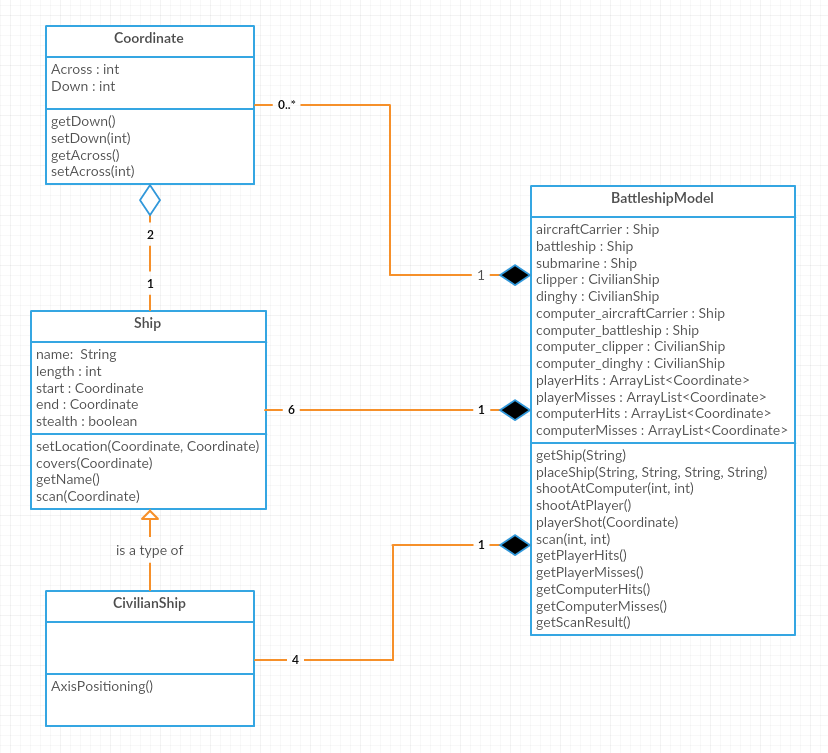 Coordinate
Across : int
Down : int
getDown()
setDown(int)
getAcross()
setAcross(int)
0..*
1
2
1
Ship
name:  String
length : int
start : Coordinate
end : Coordinate
stealth : boolean
setLocation(Coordinate, Coordinate)
covers(Coordinate)
getName()
scan(Coordinate)
6
1
is a type of
CivilianShip
AxisPositioning()
4
1
BattleshipModel
aircraftCarrier : Ship
battleship : Ship
submarine : Ship
clipper : CivilianShip
dinghy : CivilianShip
computer_aircraftCarrier : Ship
computer_battleship : Ship
computer_clipper : CivilianShip
computer_dinghy : CivilianShip
playerHits : ArrayList<Coordinate>
playerMisses : ArrayList<Coordinate>
computerHits : ArrayList<Coordinate>
computerMisses : ArrayList<Coordinate>
getShip(String)
placeShip(String, String, String, String)
shootAtComputer(int, int)
shootAtPlayer()
playerShot(Coordinate)
scan(int, int)
getPlayerHits()
getPlayerMisses()
getComputerHits()
getComputerMisses()
getScanResult()